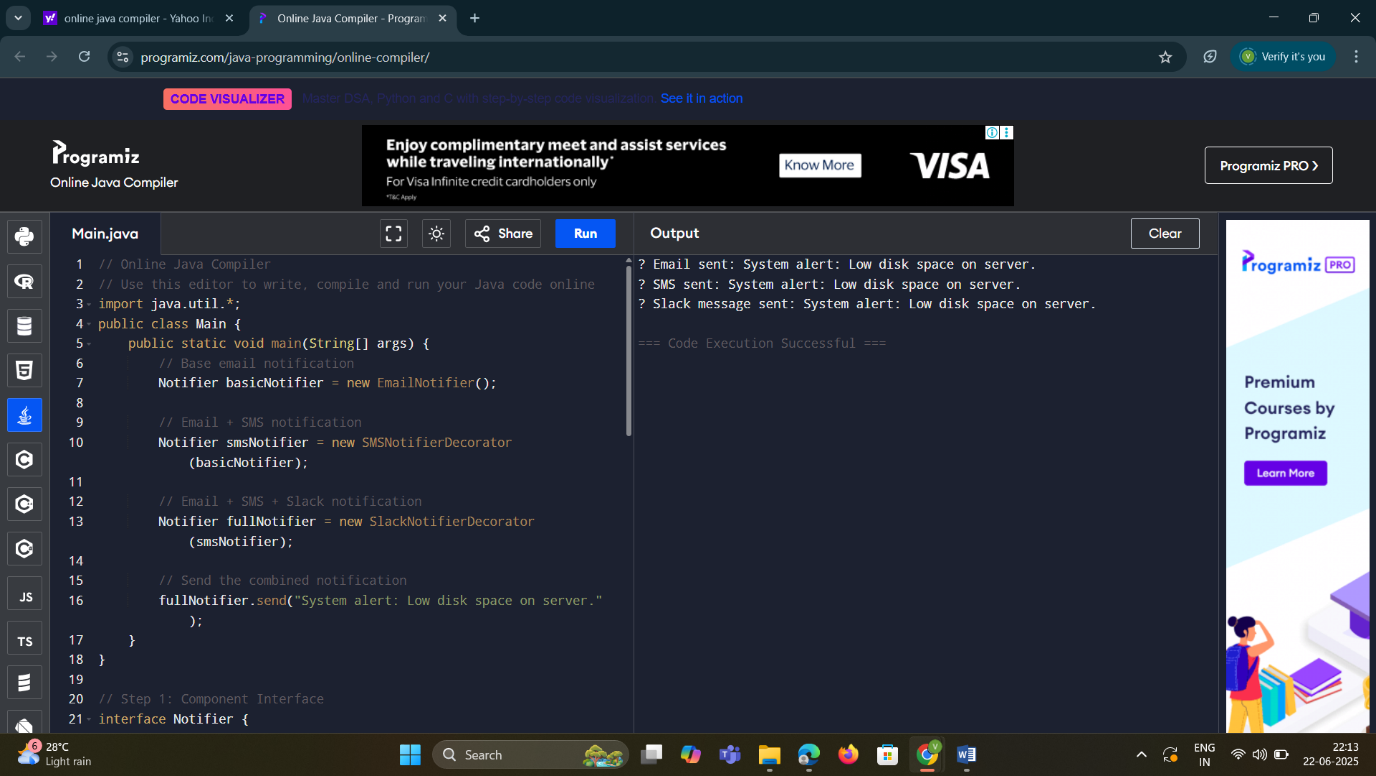 online java compiler - Yahoo In
Online Java Compiler - Program
programiz.com/java-programming/online-compiler/
Verify it's you
CODE VISUALIZER Master DSA, Python and C with step-by-step code visualization. See it in action
Programiz
Online Java Compiler
Enjoy complimentary meet and assist services
while traveling internationally*
For Visa Infinite credit cardholders only
*T&C Apply
Know More
VISA
Programiz PRO >
Main.java
Share
Run
Output
Clear
1 // Online Java Compiler
2 // Use this editor to write, compile and run your Java code online
3 import java.util.*;
4 public class Main {
5 public static void main(String[] args) {
6 // Base email notification
7 Notifier basicNotifier = new EmailNotifier();
8
9 // Email + SMS notification
10 Notifier smsNotifier = new SMSNotifierDecorator
(basicNotifier);
11
12 // Email + SMS + Slack notification
13 Notifier fullNotifier = new SlackNotifierDecorator
(smsNotifier);
14
15 // Send the combined notification
16 fullNotifier.send("System alert: Low disk space on server."
);
17 }
18 }
19
20 // Step 1: Component Interface
21 interface Notifier {
? Email sent: System alert: Low disk space on server.
? SMS sent: System alert: Low disk space on server.
? Slack message sent: System alert: Low disk space on server.
=== Code Execution Successful ===
Programiz PRO
Premium
Courses by
Programiz
Learn More
JS
TS
6
28°C
Light rain
Search
ENG
IN
22:13
22-06-2025